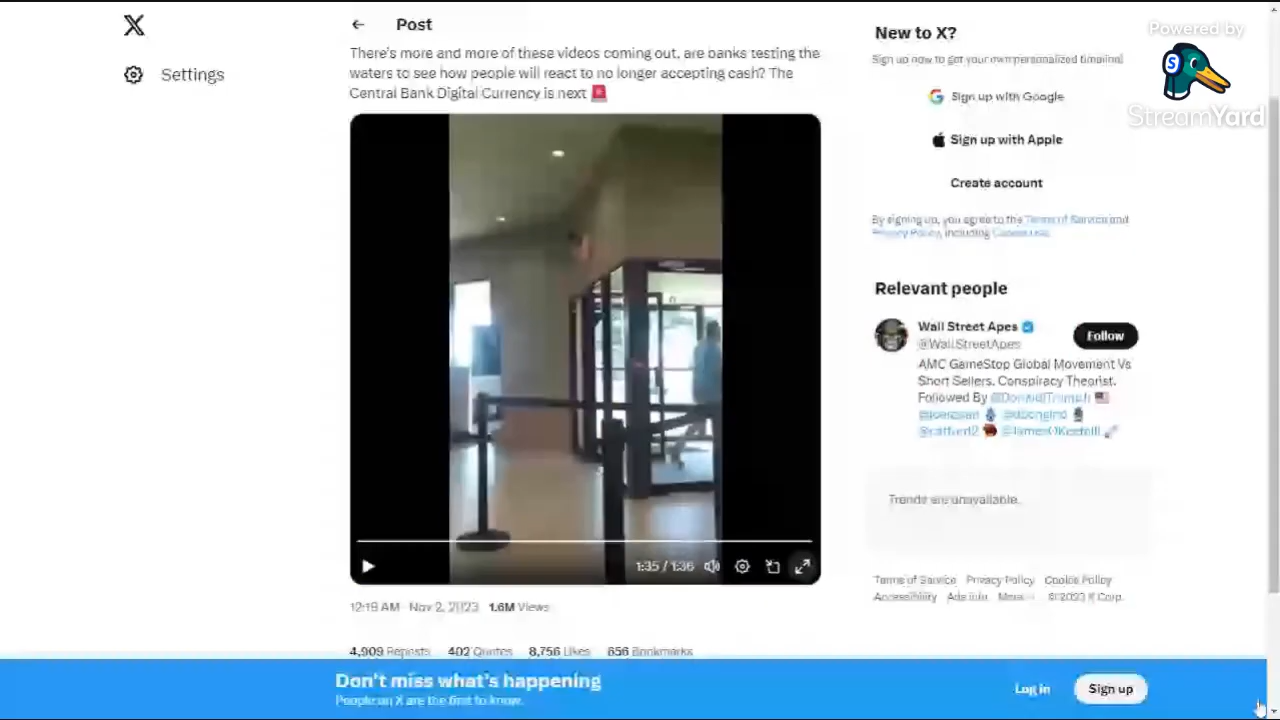 Post
There's more and more of these videos coming out, are banks testing the
waters to see how people will react to no longer accepting cash? The
Central Bank Digital Currency is next
1:35 / 1:36
12:19 AM · Nov 2, 2023 · 1.6M Views
4,909 Reposts 402 Quotes 8,756 Likes 656 Bookmarks
Settings
New to X?
Sign up now to get your own personalized timeline!
Sign up with Google
Sign up with Apple
Create account
By signing up, you agree to the Terms of Service and
Privacy Policy, including Cookie Use.
Relevant people
Wall Street Apes
@WallStreetApes
Follow
AMC GameStop Global Movement Vs
Short Sellers. Conspiracy Theorist.
Followed By @DonaldJTrump
@dbongino
@JamesOKeefeIII
Trends are unavailable.
Terms of Service Privacy Policy Cookie Policy
Accessibility Ads info More ··· © 2023 X Corp.
Don't miss what's happening
People on X are the first to know.
Log in
Sign up
Powered by
StreamYard